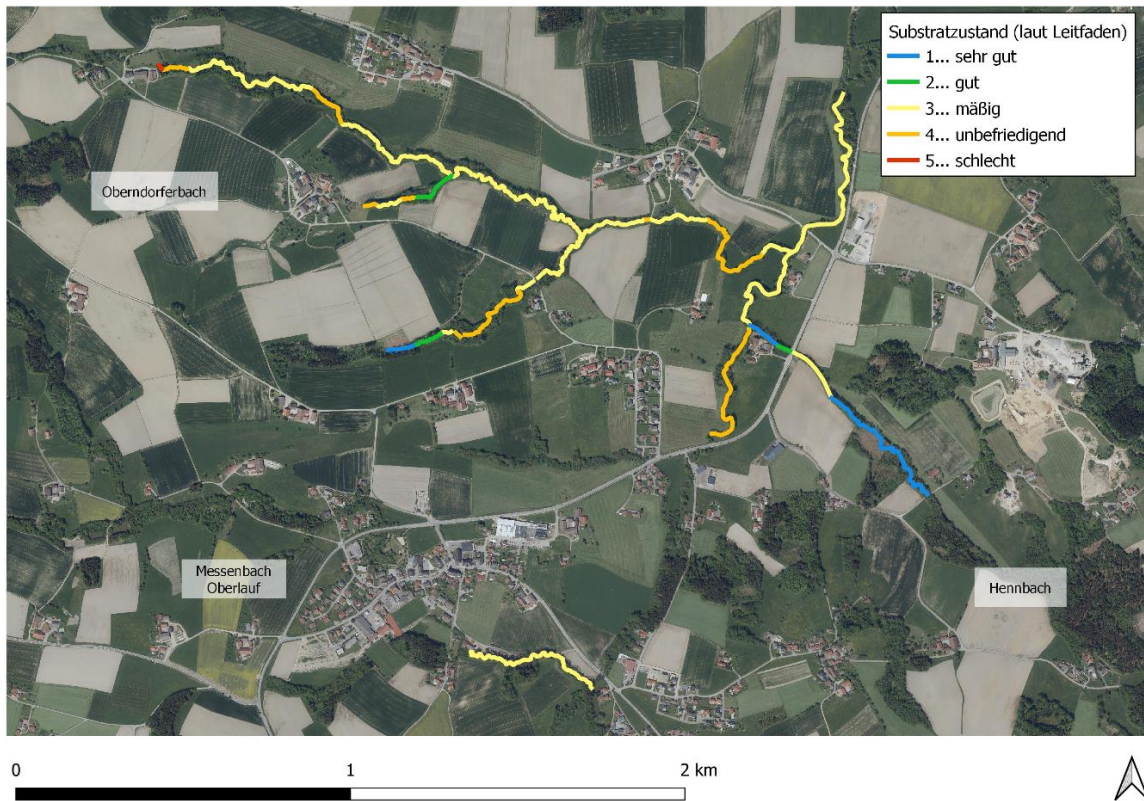 Substratzustand (laut Leitfaden)
1... sehr gut
2... gut
3... mäßig
4... unbefriedigend
5... schlecht
Oberndorferbach
Messenbach
Oberlauf
Hennbach
0
1
2 km